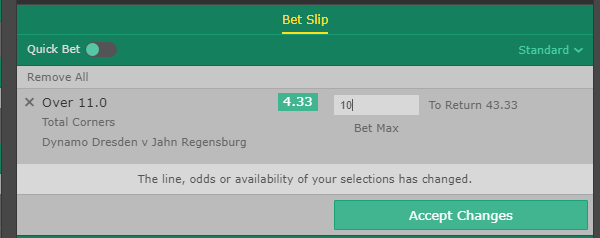 Bet Slip
Quick Bet
Standard
Remove All
Over 11.0 4.33 10 To Return 43.33
Total Corners Bet Max
Dynamo Dresden v Jahn Regensburg
The line, odds or availability of your selections has changed.
Accept Changes